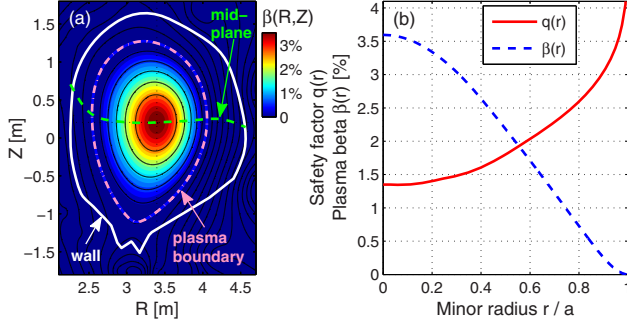 (a)
mid-
plane
β(R,Z)
3%
2%
1%
0
1.5
1
0.5
0
−0.5
−1
−1.5
Z [m]
wall
plasma
boundary
2.5 3 3.5 4 4.5
R [m]
(b)
q(r)
β(r)
Safety factor q(r)
Plasma beta β(r) [%]
4
3.5
3
2.5
2
1.5
1
0.5
0
0 0.2 0.4 0.6 0.8 1
Minor radius r / a